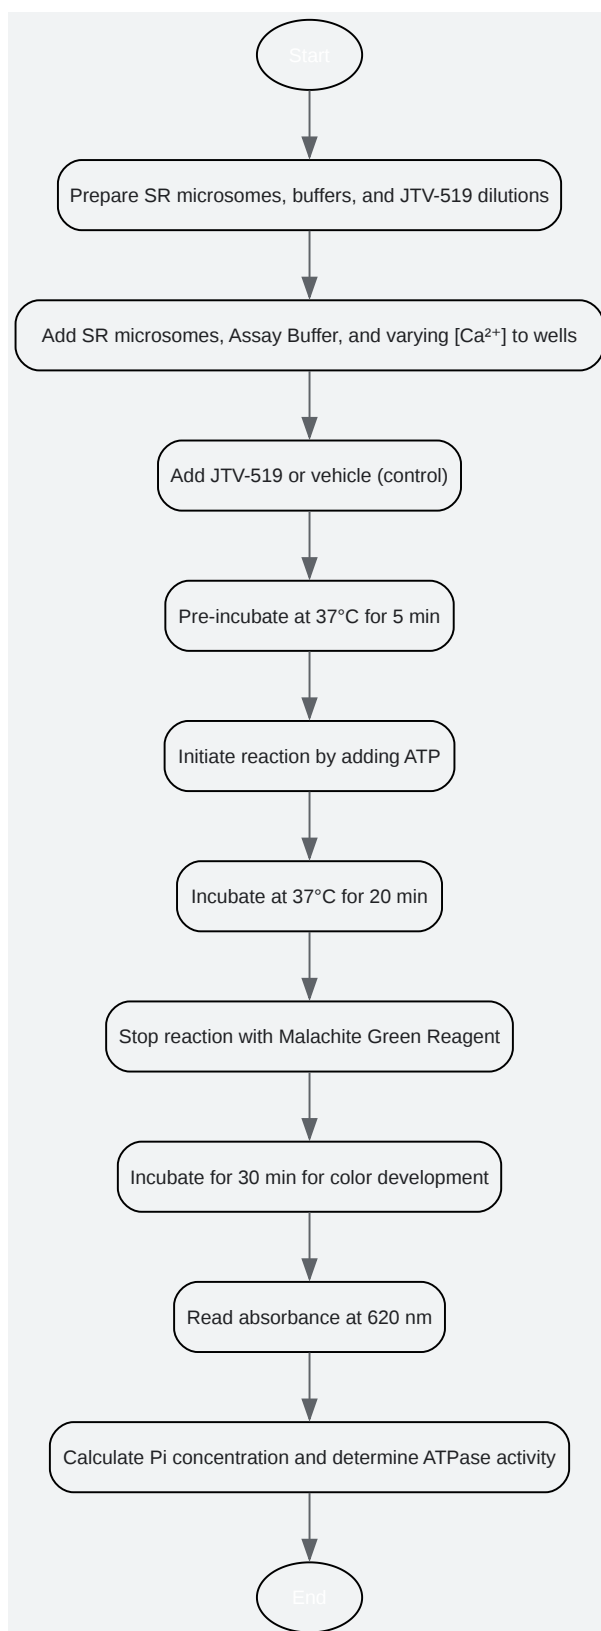 Start
Prepare SR microsomes, buffers, and JTV-519 dilutions
Add SR microsomes, Assay Buffer, and varying [Ca²⁺] to wells
Add JTV-519 or vehicle (control)
Pre-incubate at 37°C for 5 min
Initiate reaction by adding ATP
Incubate at 37°C for 20 min
Stop reaction with Malachite Green Reagent
Incubate for 30 min for color development
Read absorbance at 620 nm
Calculate Pi concentration and determine ATPase activity
End